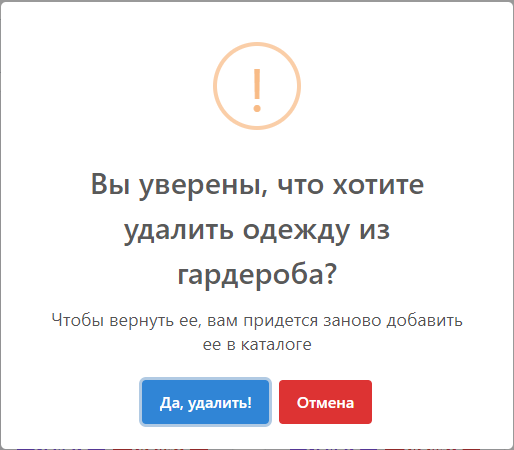 Вы уверены, что хотите
удалить одежду из
гардероба?
Чтобы вернуть ее, вам придется заново добавить
ее в каталоге
Да, удалить!
Отмена